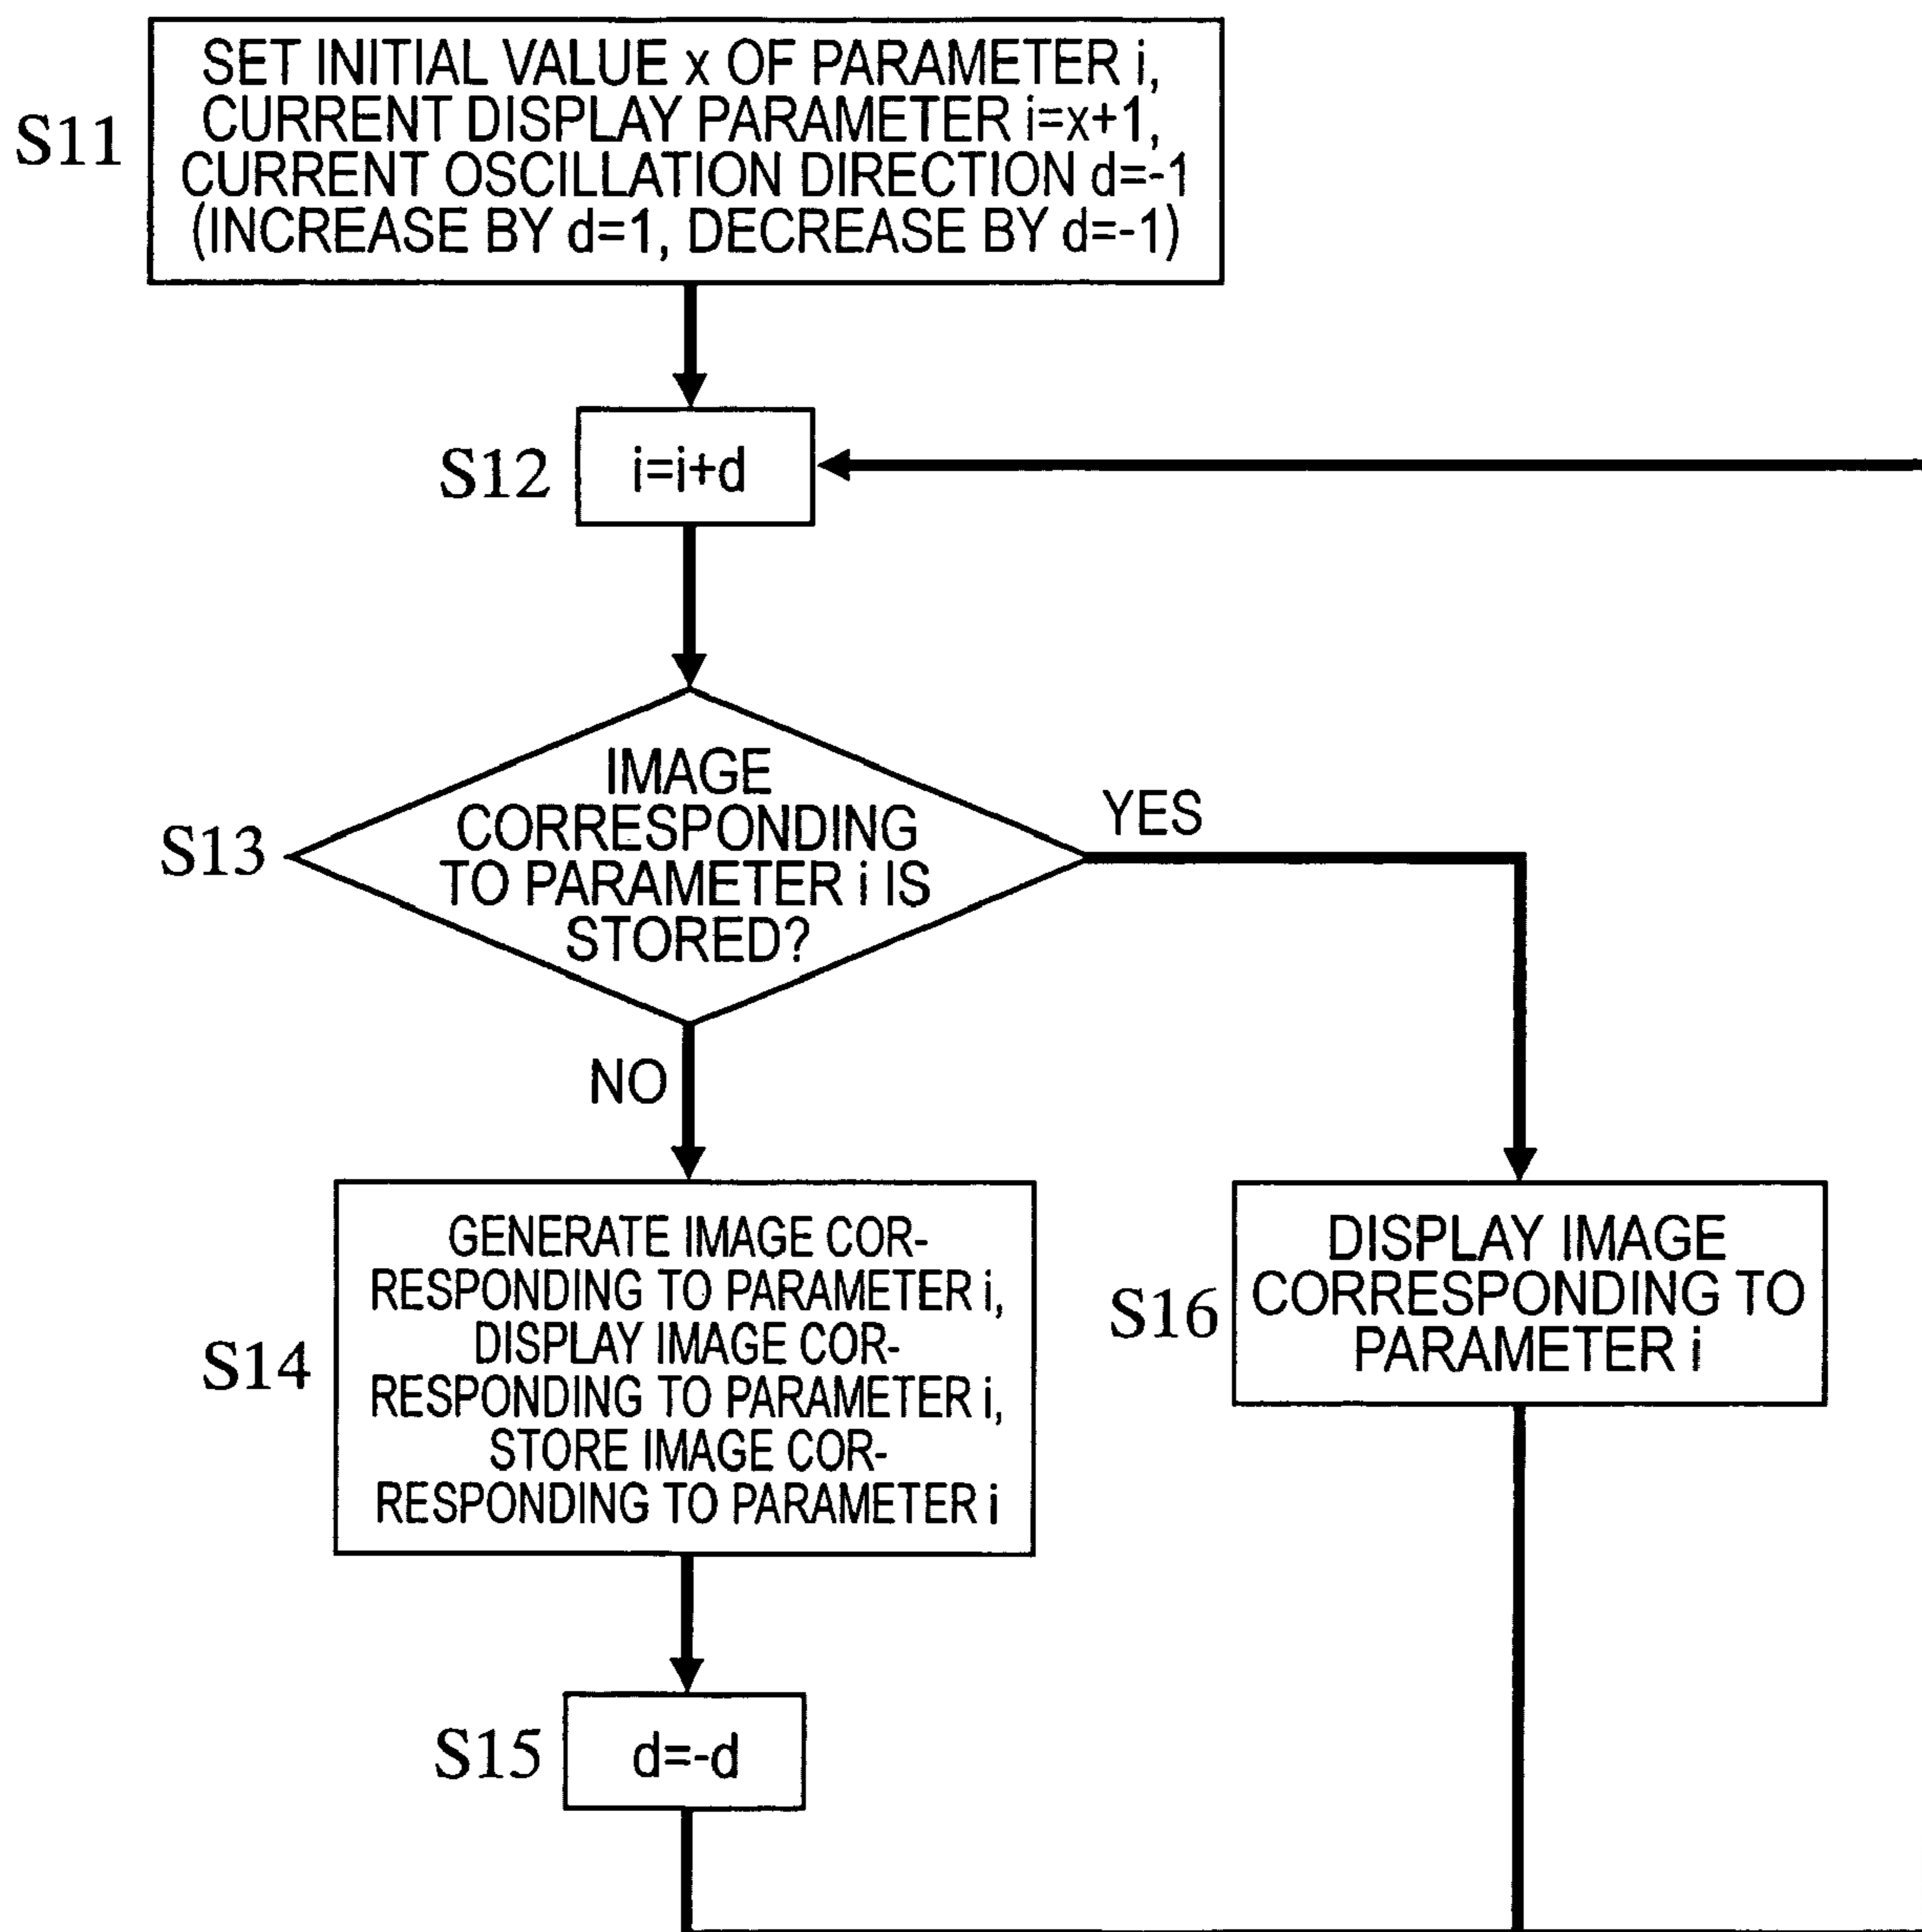 S11
SET INITIAL VALUE x OF PARAMETER i,
CURRENT DISPLAY PARAMETER i=x+1,
CURRENT OSCILLATION DIRECTION d=-1
(INCREASE BY d=1, DECREASE BY d=-1)
S12
i=i+d
S13
IMAGE
CORRESPONDING
TO PARAMETER i IS
STORED?
YES
NO
S14
GENERATE IMAGE COR-
RESPONDING TO PARAMETER i,
DISPLAY IMAGE COR-
RESPONDING TO PARAMETER i,
STORE IMAGE COR-
RESPONDING TO PARAMETER i
S16
DISPLAY IMAGE
CORRESPONDING TO
PARAMETER i
S15
d=-d